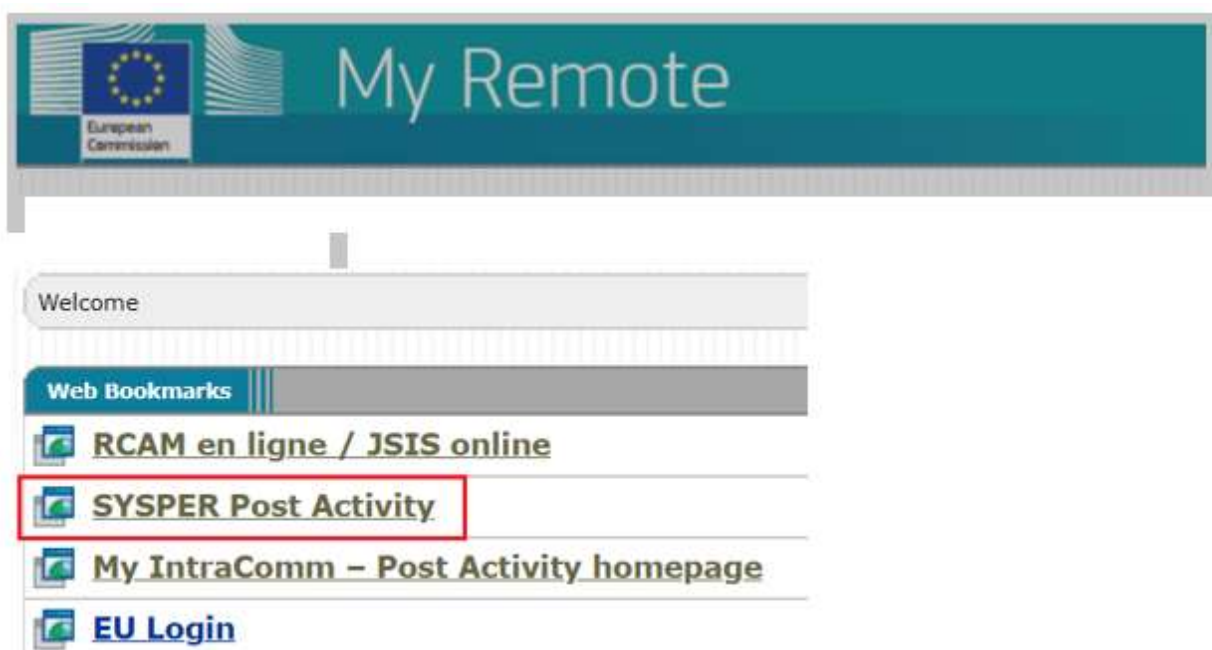 European
Commission
My Remote
Welcome
Web Bookmarks
RCAM en ligne / JSIS online
SYSPER Post Activity
My IntraComm – Post Activity homepage
EU Login